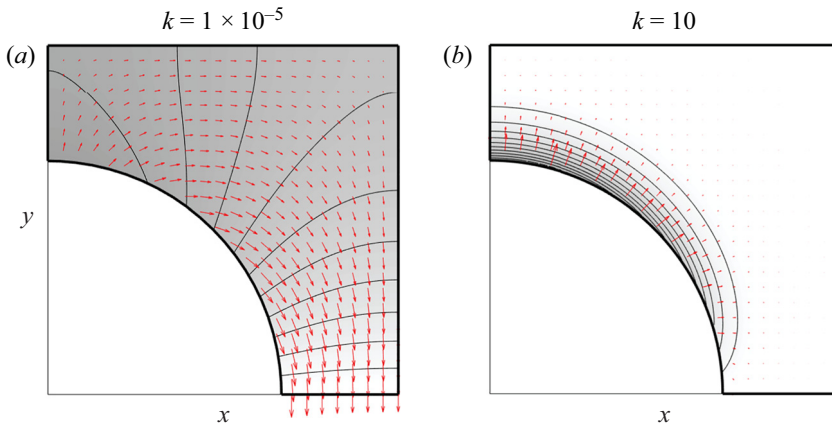 k = 1 × 10⁻⁵
k = 10
(a)
(b)
y
x
x